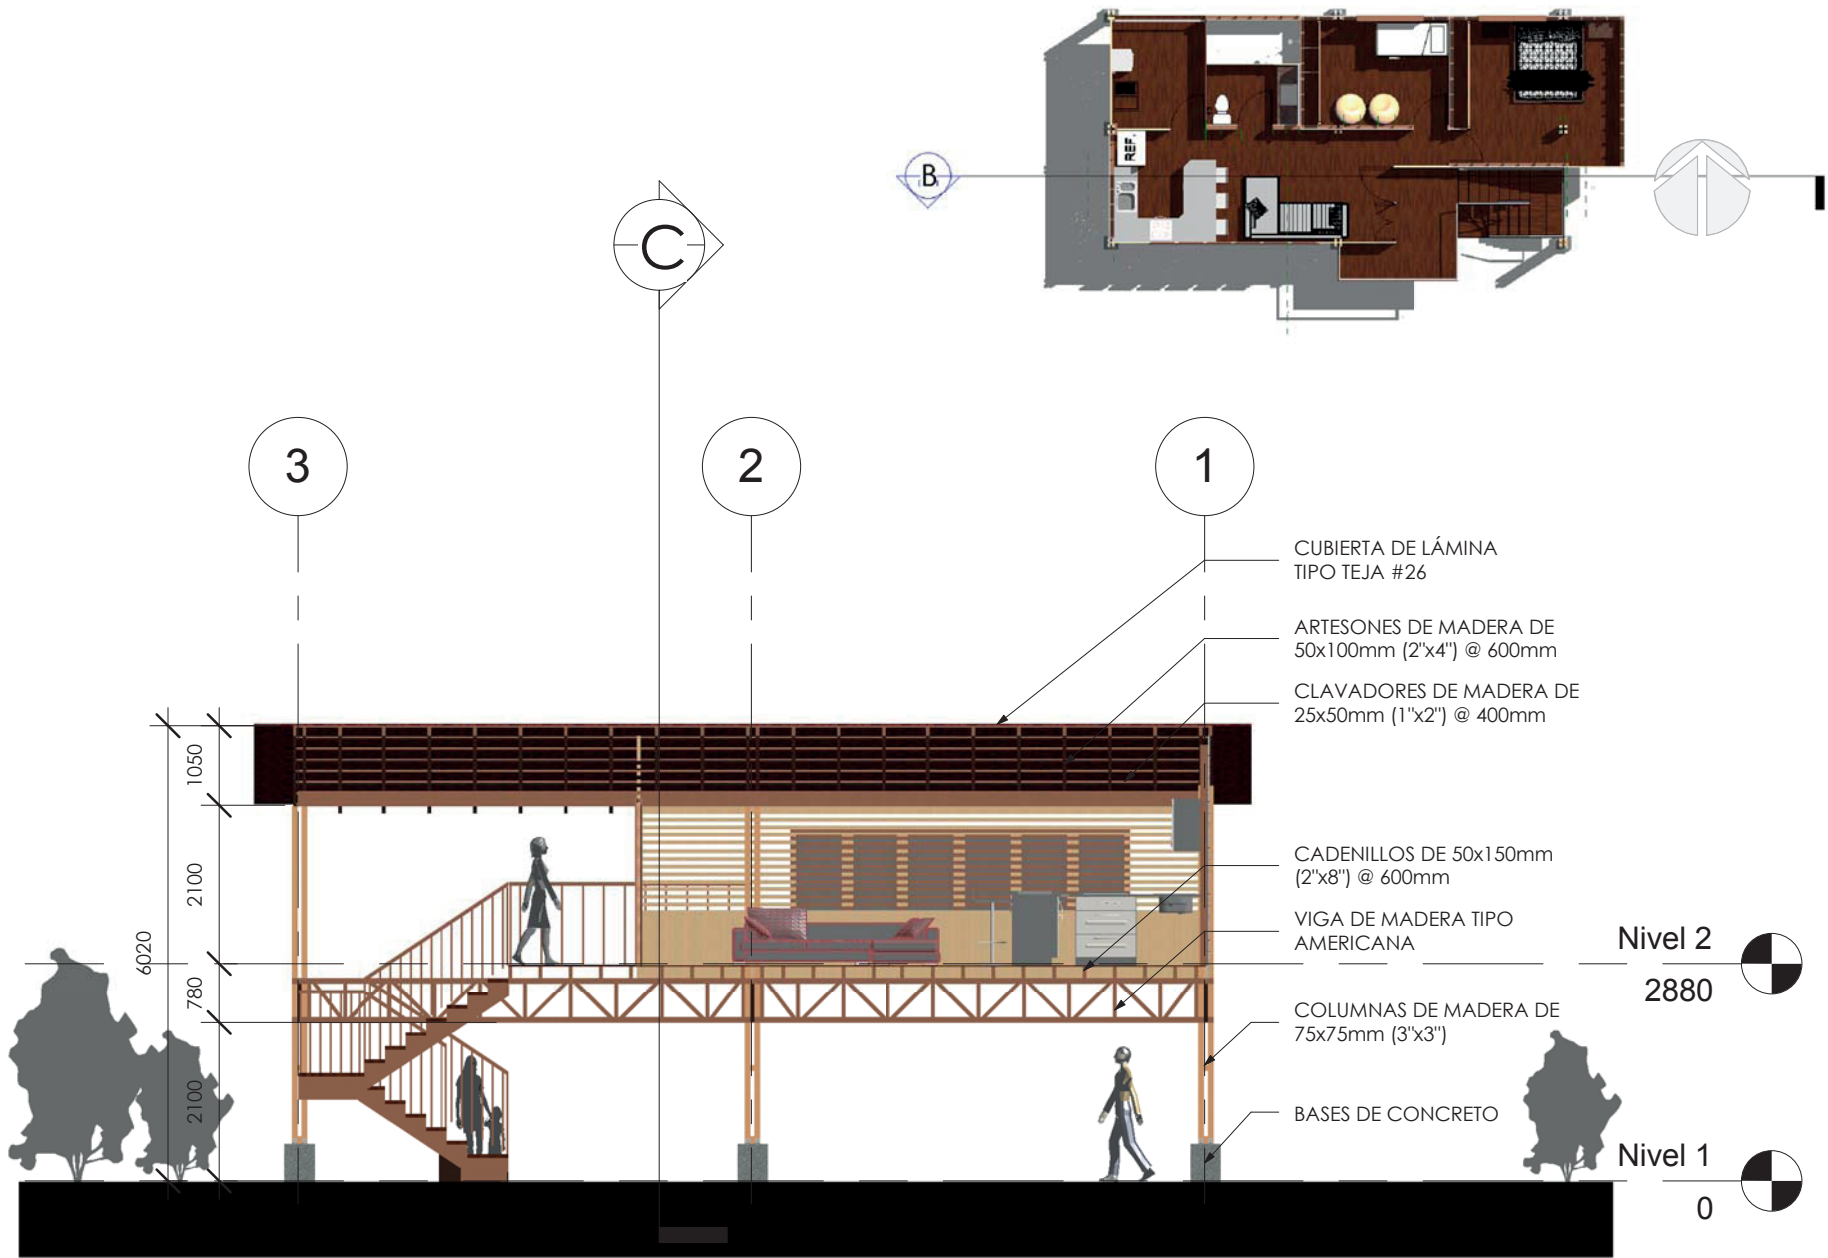 REF.
B
C
3
2
1
CUBIERTA DE LÁMINA
TIPO TEJA #26
ARTESONES DE MADERA DE
50x100mm (2"x4") @ 600mm
CLAVADORES DE MADERA DE
25x50mm (1"x2") @ 400mm
1050
2100
6020
780
2100
CADENILLOS DE 50x150mm
(2"x8") @ 600mm
VIGA DE MADERA TIPO
AMERICANA
Nivel 2
2880
COLUMNAS DE MADERA DE
75x75mm (3"x3")
BASES DE CONCRETO
Nivel 1
0